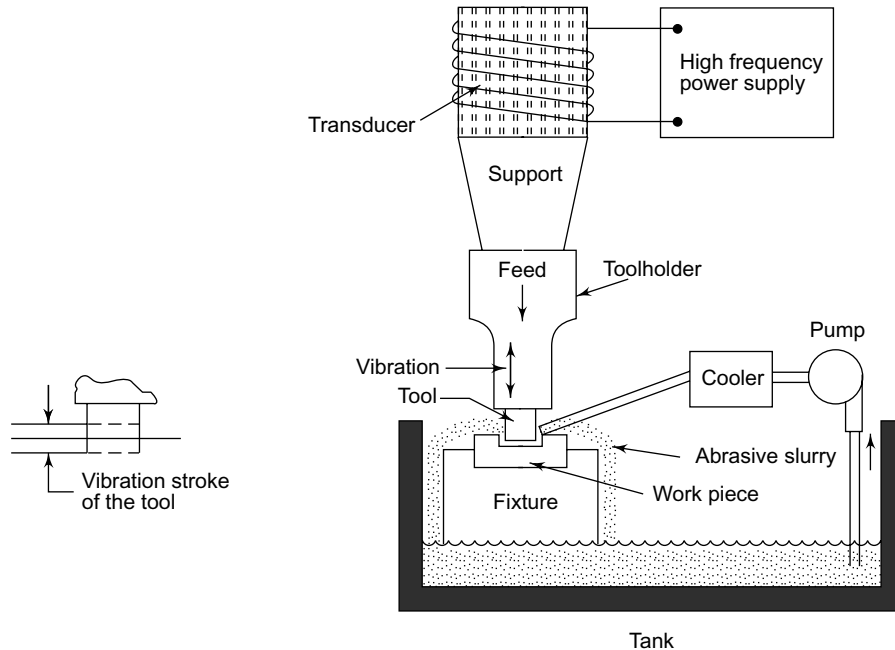 High frequency
power supply
Transducer
Support
Feed
Toolholder
Pump
Vibration
Cooler
Tool
Abrasive slurry
Vibration stroke
of the tool
Work piece
Fixture
Tank